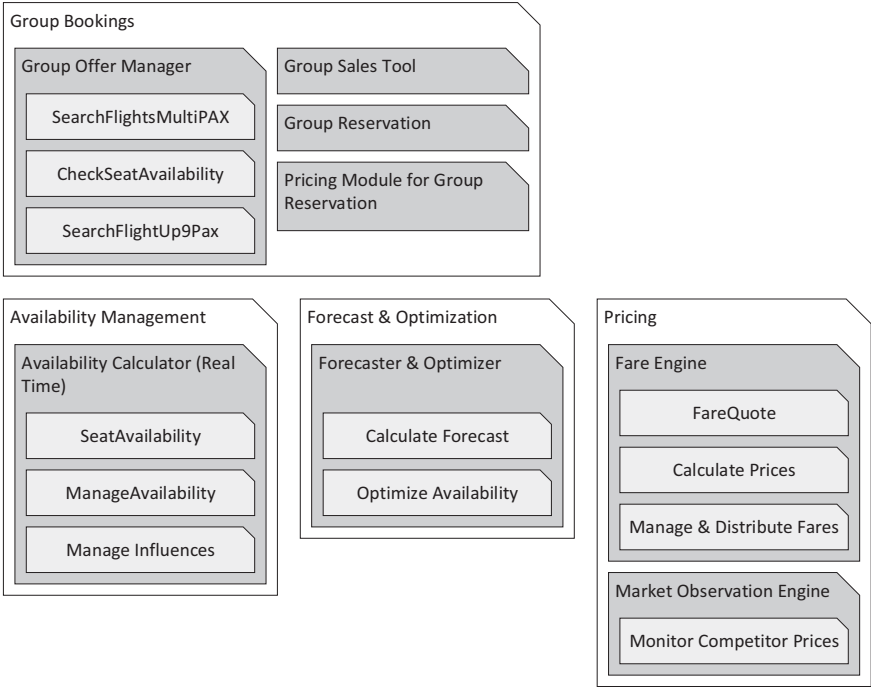 Group Bookings
Group Offer Manager
SearchFlightsMultiPAX
CheckSeatAvailability
SearchFlightUp9Pax
Group Sales Tool
Group Reservation
Pricing Module for Group
Reservation
Availability Management
Availability Calculator (Real
Time)
SeatAvailability
ManageAvailability
Manage Influences
Forecast & Optimization
Forecaster & Optimizer
Calculate Forecast
Optimize Availability
Pricing
Fare Engine
FareQuote
Calculate Prices
Manage & Distribute Fares
Market Observation Engine
Monitor Competitor Prices